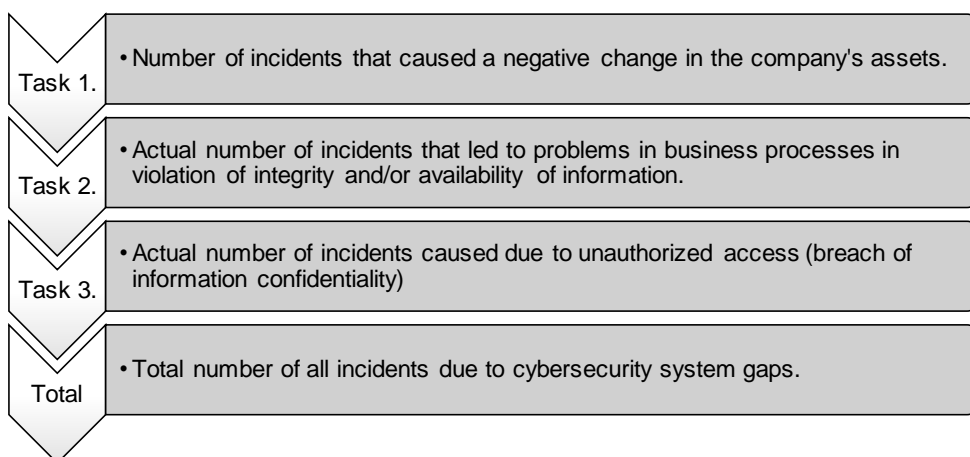 Task 1.
• Number of incidents that caused a negative change in the company's assets.
Task 2.
• Actual number of incidents that led to problems in business processes in
violation of integrity and/or availability of information.
Task 3.
• Actual number of incidents caused due to unauthorized access (breach of
information confidentiality)
Total
• Total number of all incidents due to cybersecurity system gaps.